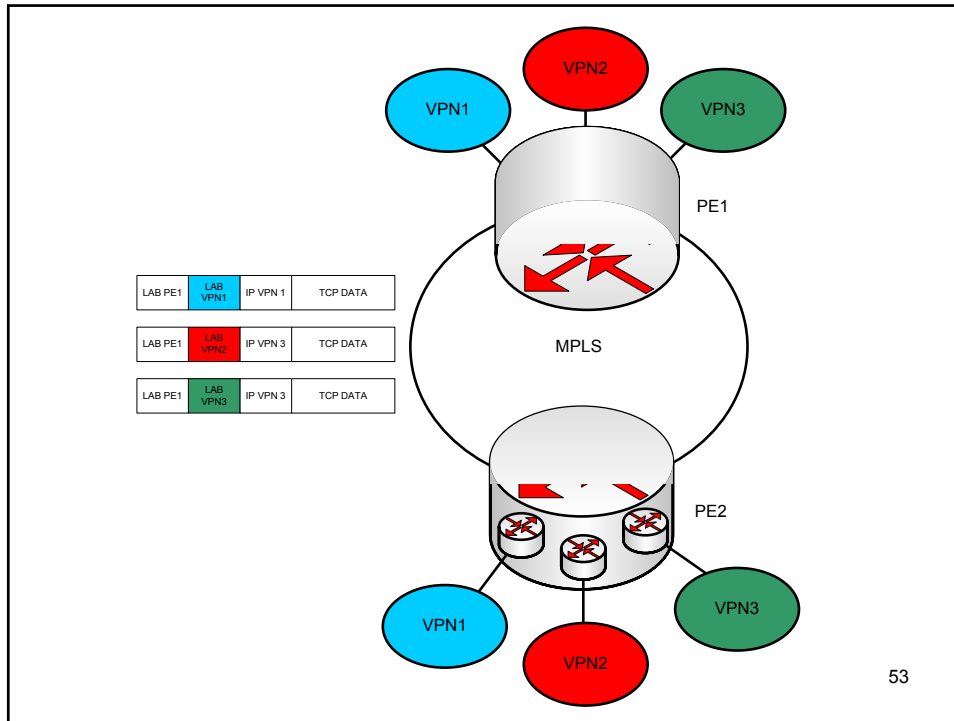 VPN2
VPN1
VPN3
PE1
LAB PE1 LAB VPN1 IP VPN 1 TCP DATA
LAB PE1 LAB VPN2 IP VPN 3 TCP DATA
LAB PE1 LAB VPN3 IP VPN 3 TCP DATA
MPLS
PE2
VPN1
VPN2
VPN3
53